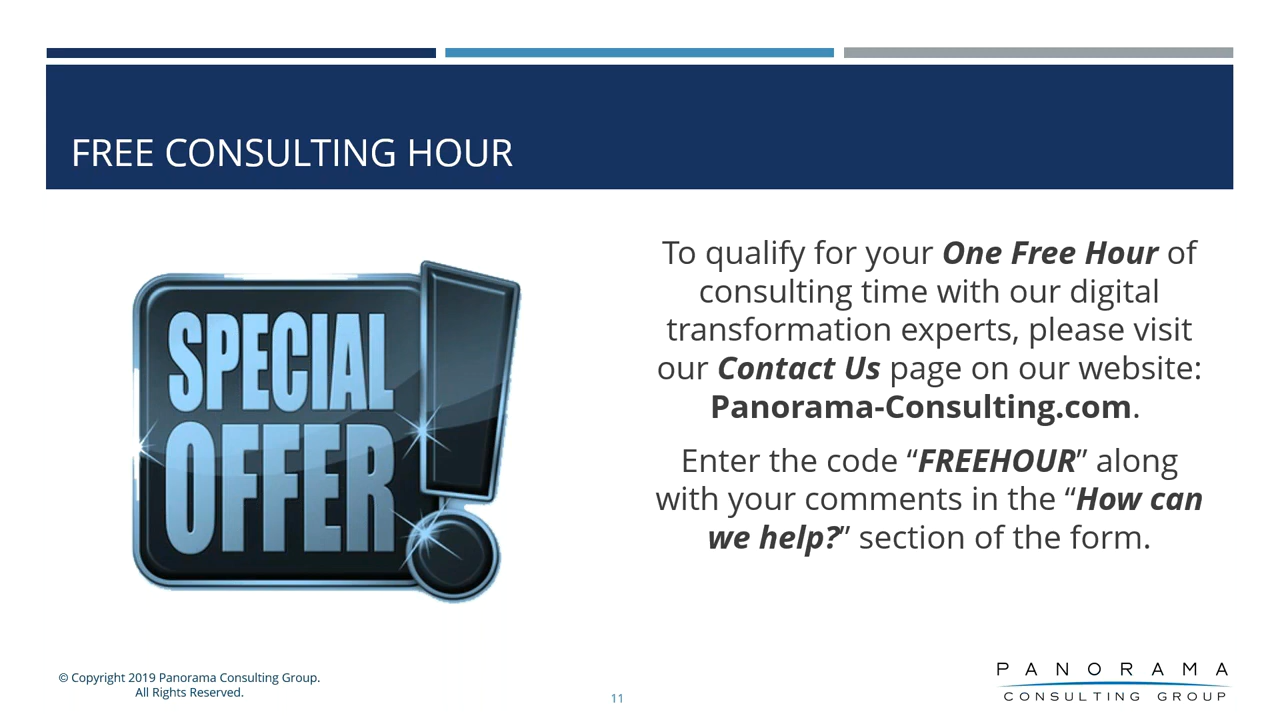 FREE CONSULTING HOUR
SPECIAL
OFFER
To qualify for your One Free Hour of
consulting time with our digital
transformation experts, please visit
our Contact Us page on our website:
Panorama-Consulting.com.
Enter the code “FREEHOUR” along
with your comments in the “How can
we help?” section of the form.
© Copyright 2019 Panorama Consulting Group.
All Rights Reserved.
11
PANORAMA
CONSULTING GROUP